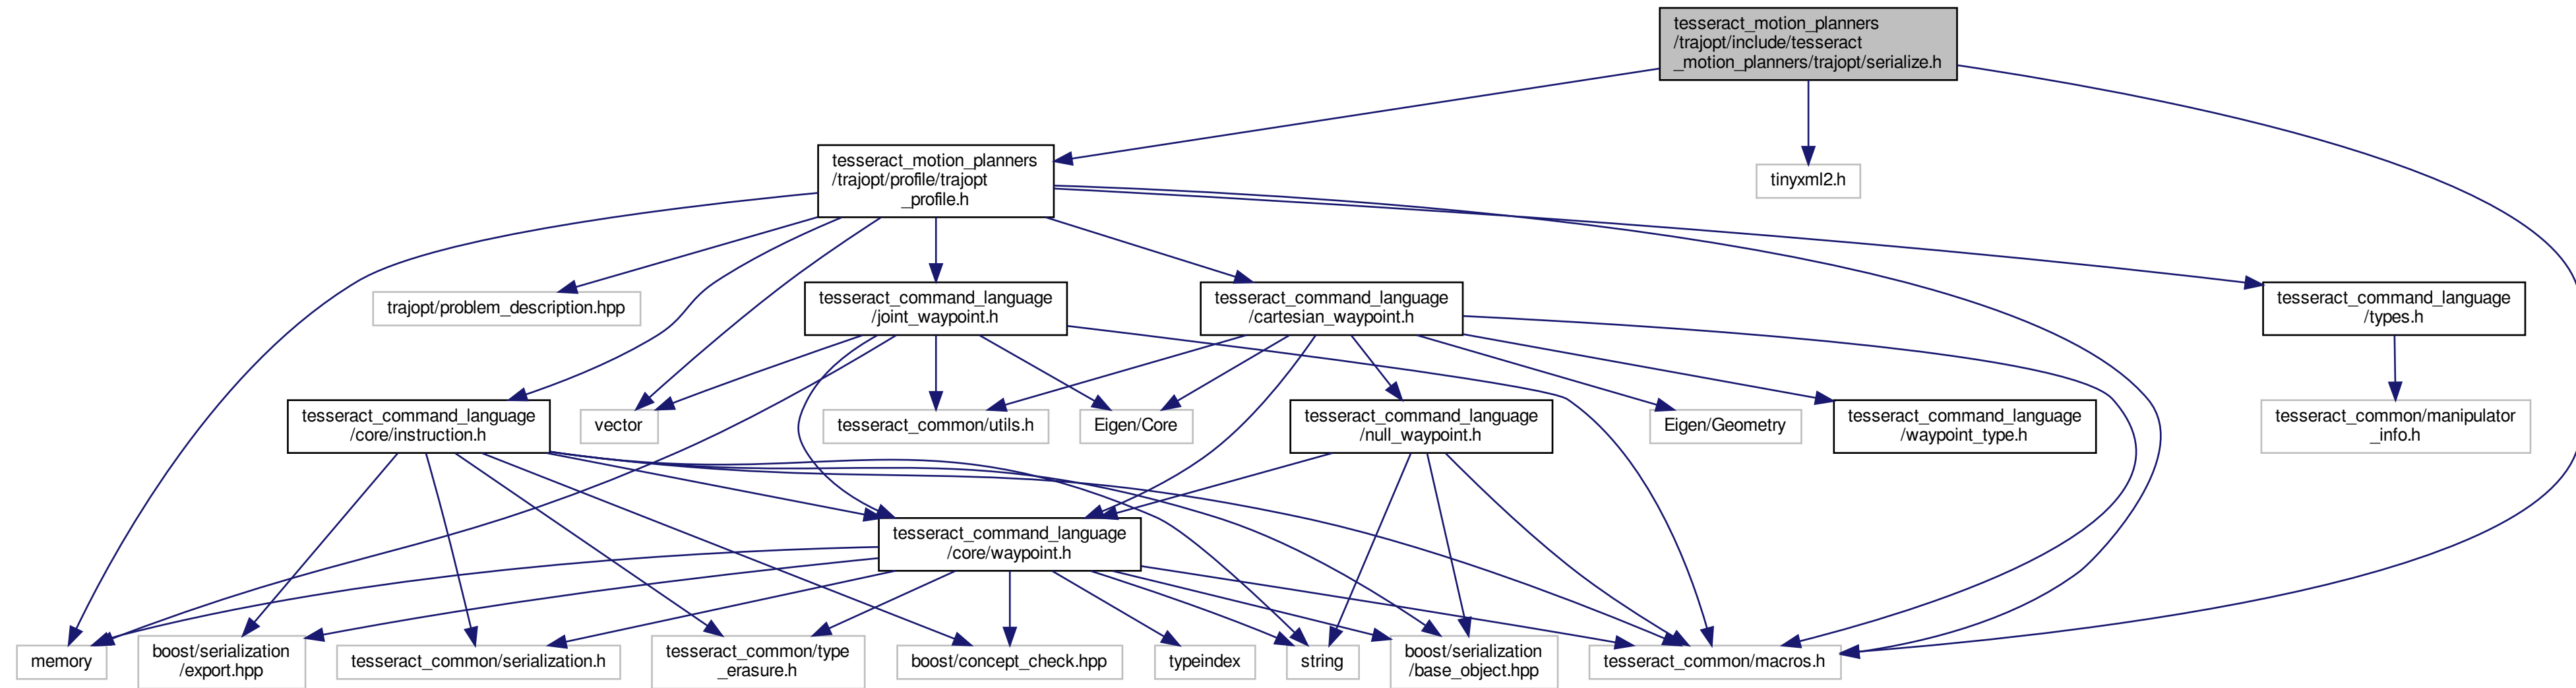 tesseract_motion_planners
/trajopt/include/tesseract
_motion_planners/trajopt/serialize.h
tesseract_motion_planners
/trajopt/profile/trajopt
_profile.h
tinyxml2.h
trajopt/problem_description.hpp
tesseract_command_language
/joint_waypoint.h
tesseract_command_language
/cartesian_waypoint.h
tesseract_command_language
/types.h
tesseract_command_language
/core/instruction.h
vector
tesseract_common/utils.h
Eigen/Core
tesseract_command_language
/null_waypoint.h
Eigen/Geometry
tesseract_command_language
/waypoint_type.h
tesseract_common/manipulator
_info.h
tesseract_command_language
/core/waypoint.h
memory
boost/serialization
/export.hpp
tesseract_common/serialization.h
tesseract_common/type
_erasure.h
boost/concept_check.hpp
typeindex
string
boost/serialization
/base_object.hpp
tesseract_common/macros.h